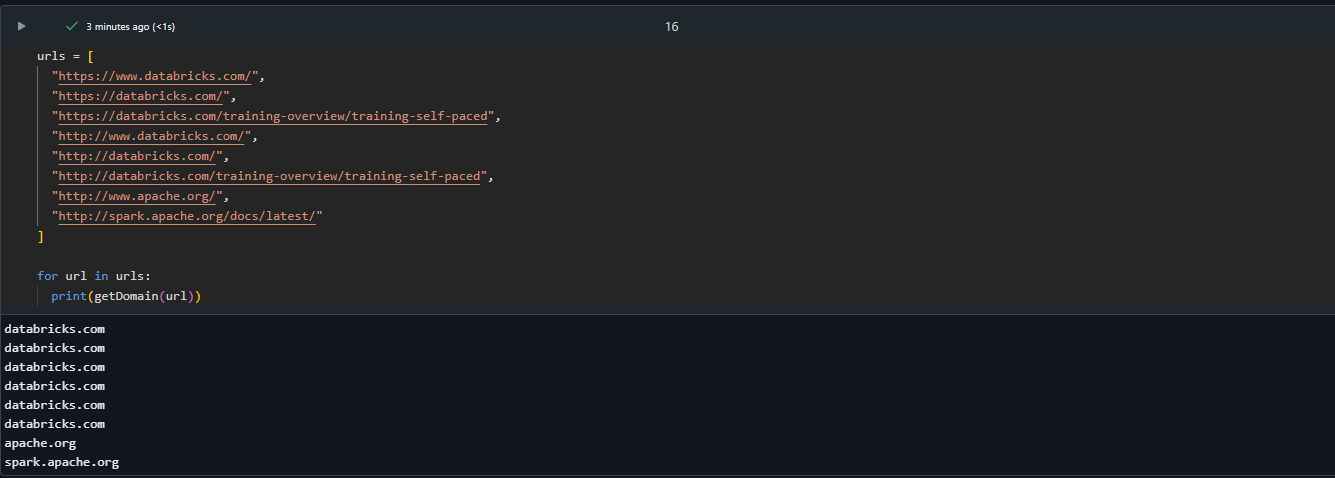 3 minutes ago (<1s)
16
urls = [
"https://www.databricks.com/",
"https://databricks.com/",
"https://databricks.com/training-overview/training-self-paced",
"http://www.databricks.com/",
"http://databricks.com/",
"http://databricks.com/training-overview/training-self-paced",
"http://www.apache.org/",
"http://spark.apache.org/docs/latest/"
]
for url in urls:
print(getDomain(url))
databricks.com
databricks.com
databricks.com
databricks.com
databricks.com
databricks.com
apache.org
spark.apache.org